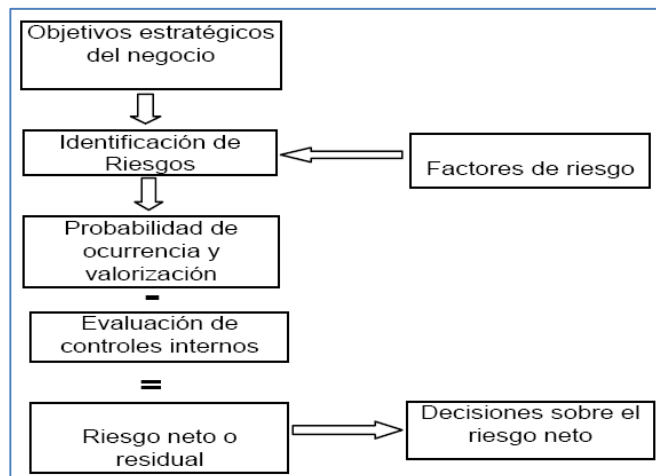 Objetivos estratégicos
del negocio
Identificación de
Riesgos
Factores de riesgo
Probabilidad de
ocurrencia y
valorización
-
Evaluación de
controles internos
=
Riesgo neto o
residual
Decisiones sobre el
riesgo neto